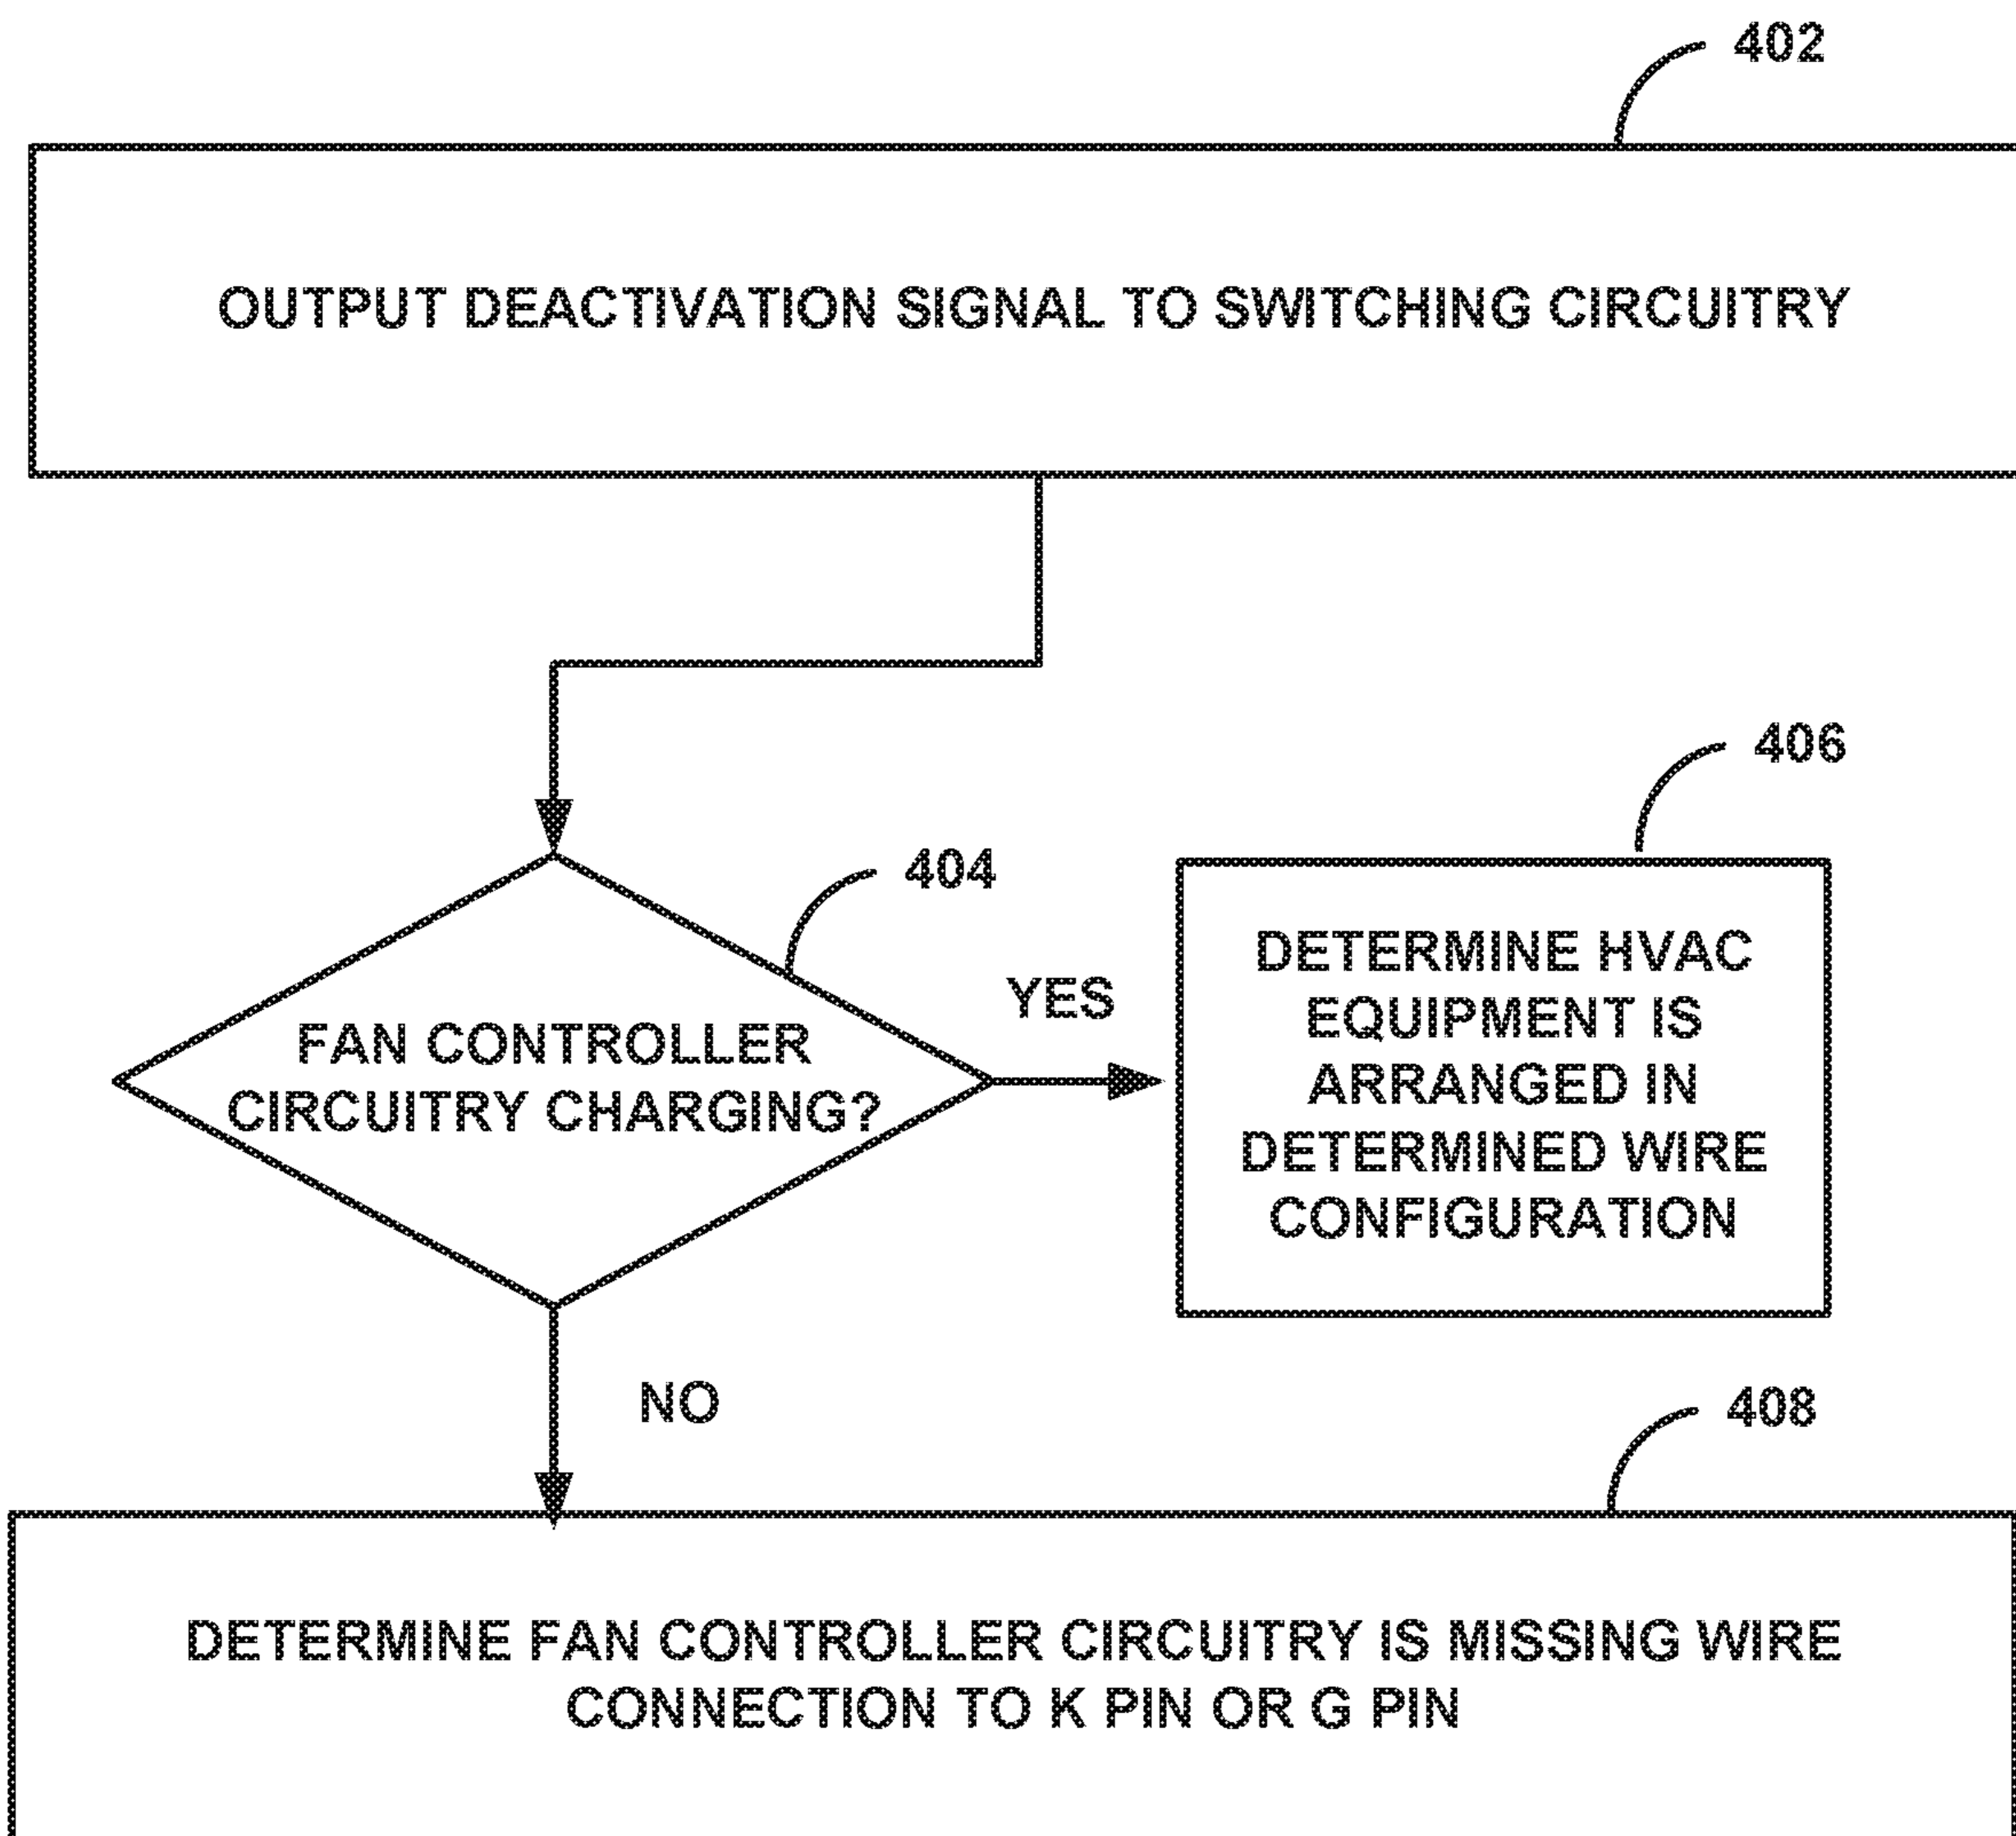 402
OUTPUT DEACTIVATION SIGNAL TO SWITCHING CIRCUITRY
406
404
YES
DETERMINE HVAC
EQUIPMENT IS
ARRANGED IN
DETERMINED WIRE
CONFIGURATION
FAN CONTROLLER
CIRCUITRY CHARGING?
NO
408
DETERMINE FAN CONTROLLER CIRCUITRY IS MISSING WIRE
CONNECTION TO K PIN OR G PIN